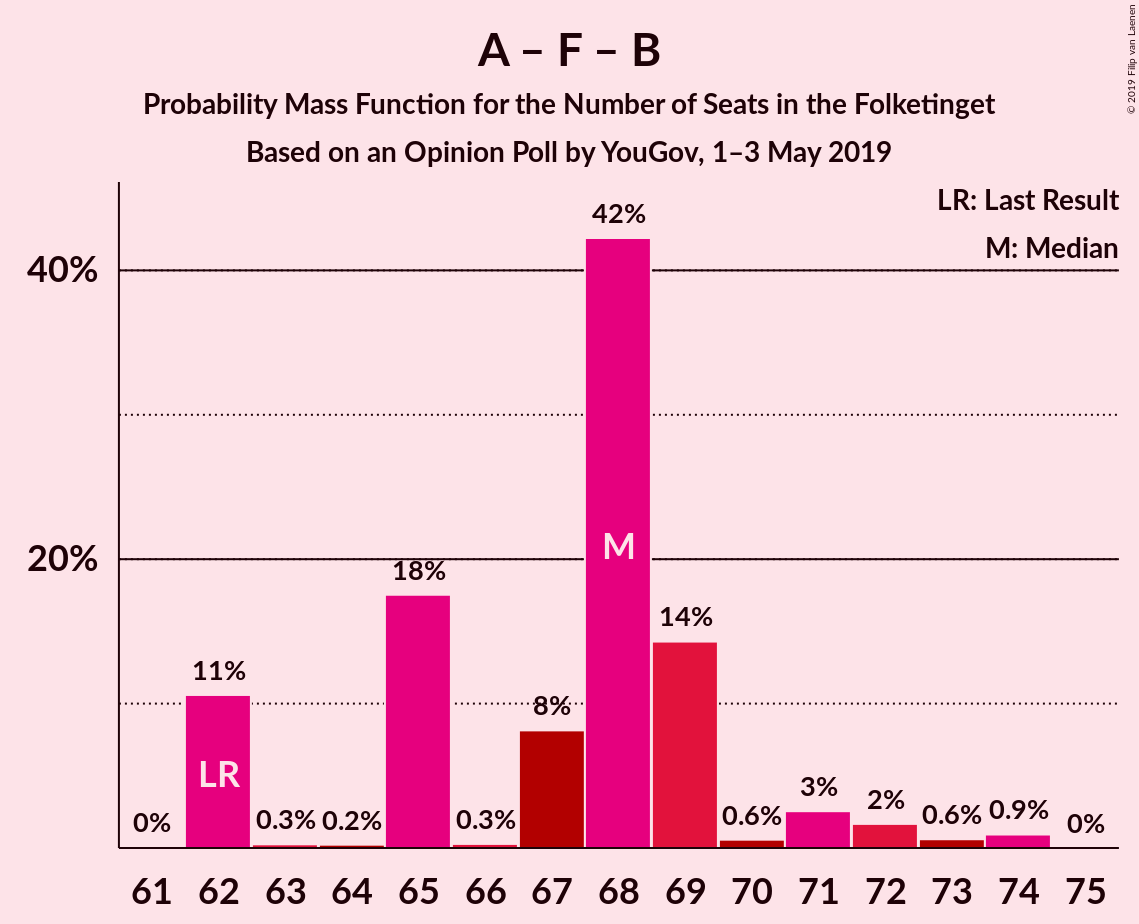 A – F – B
Probability Mass Function for the Number of Seats in the Folketinget
Based on an Opinion Poll by YouGov, 1–3 May 2019
© 2019 Filip van Laenen
LR: Last Result
M: Median
42%
40%
M
20%
18%
14%
11%
8%
LR
3%
2%
0.9%
0% 0.3% 0.2% 0.3% 0.6% 0.6% 0%
61 62 63 64 65 66 67 68 69 70 71 72 73 74 75